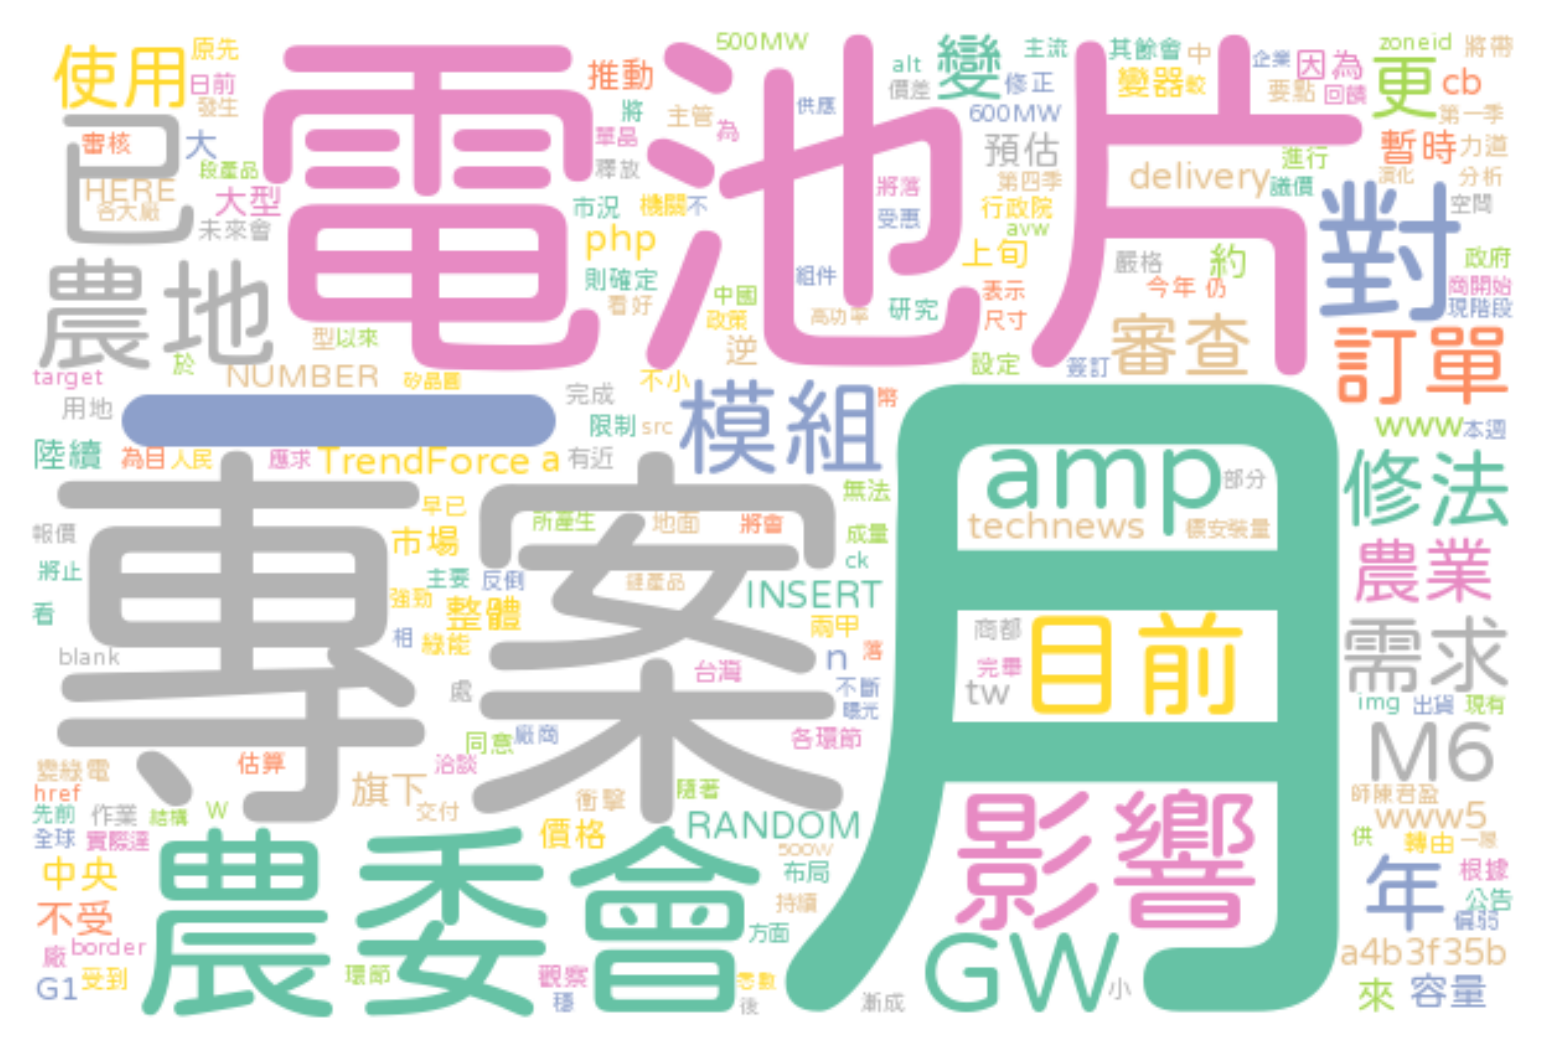 使用 原先 500MW 主流 其餘會 中 zoneid 將帶
日前 推動 alt 變 修正 變器 較 企業 因為 更 cb
發生 將 主管 為 供應 價差 600MW 要點 回饋 第一季
電池片
已 審核 大 單品 預估 暫時 力道
HERE 段產品 釋放 將落 第四季 delivery 進行 議價 演化 分析
各大廠 大型 市況 機關 不 受惠 行政院 對 空間
未來會 php avw 上旬 嚴格 約 政府
農地 則確定 組件 表示 今年 仍 商開始
看好 中國 研究 尺寸 現階段
型 以來 政策 高功率 審查 訂單
於 逆 設定 簽訂
target NUMBER 矽晶圓 完成 不小 模組 幣
用地 一 限制 src www 本週
陸續 為目 人民 應求 TrendForce a 有近 月 amp 部分 修法
專案 早已 所產生 地面 將會 無法 technews 標安裝量
報價 市場 成量 農業
將止 主要 反倒 鏈產品 ck
看 強勁 整體 INSERT
相 綠能 兩甲 商都 目前 需求
blank 台灣 n 落 完畢
處 不斷 tw img 出貨 現有
同意 廠商 曝光 各環節 M6
變綠電 估算 洽談
href 旗下 交付 衝擊 隨著 影響 師陳君盈
先前 作業 結構 W www5
全球 實際達 價格 RANDOM 供 轉由
農委會 500W
中央 布局 年 根據
不受 持續 公告
廠 border 方面 GW 偏弱
G1 受到 環節 觀察 a4b3f35b
穩 後 漸成 小 來 容量